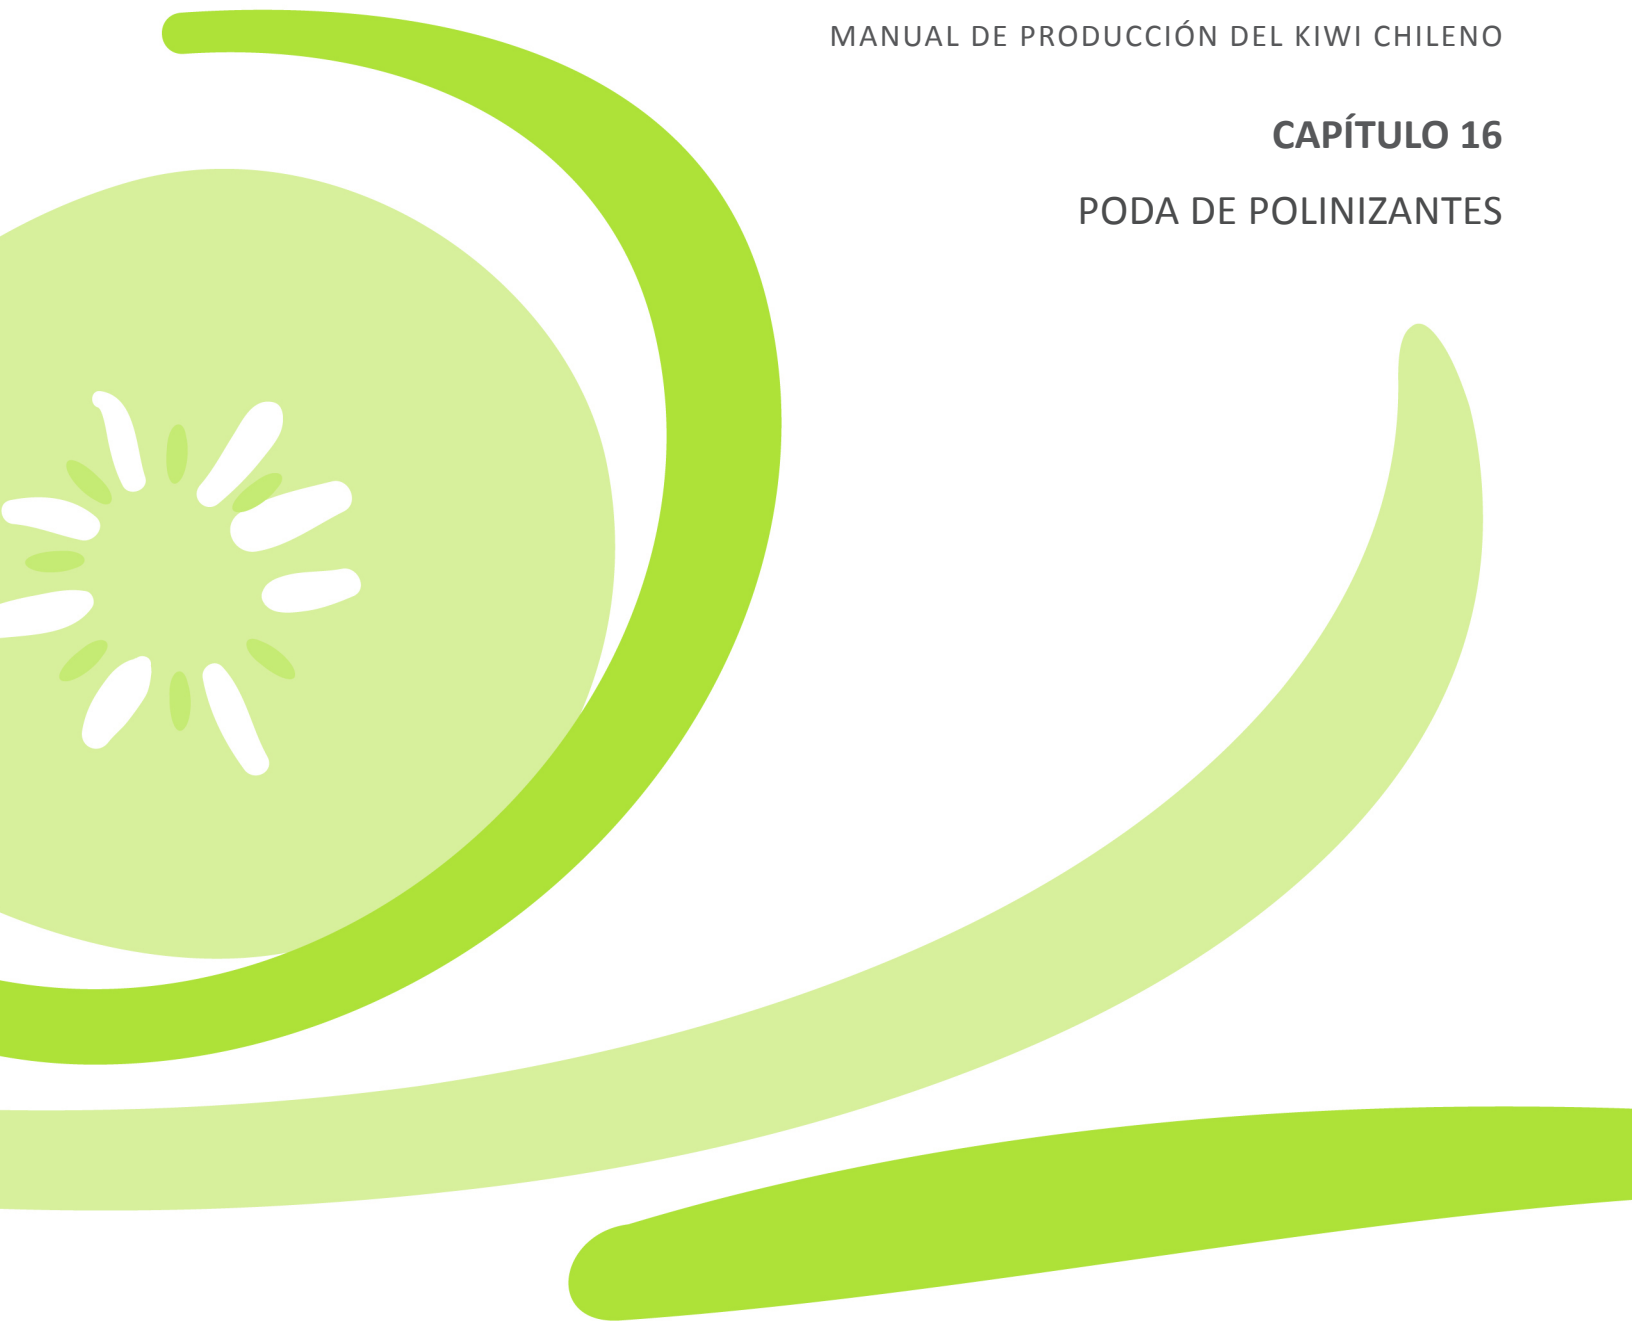 MANUAL DE PRODUCCIÓN DEL KIWI CHILENO
CAPÍTULO 16
PODA DE POLINIZANTES